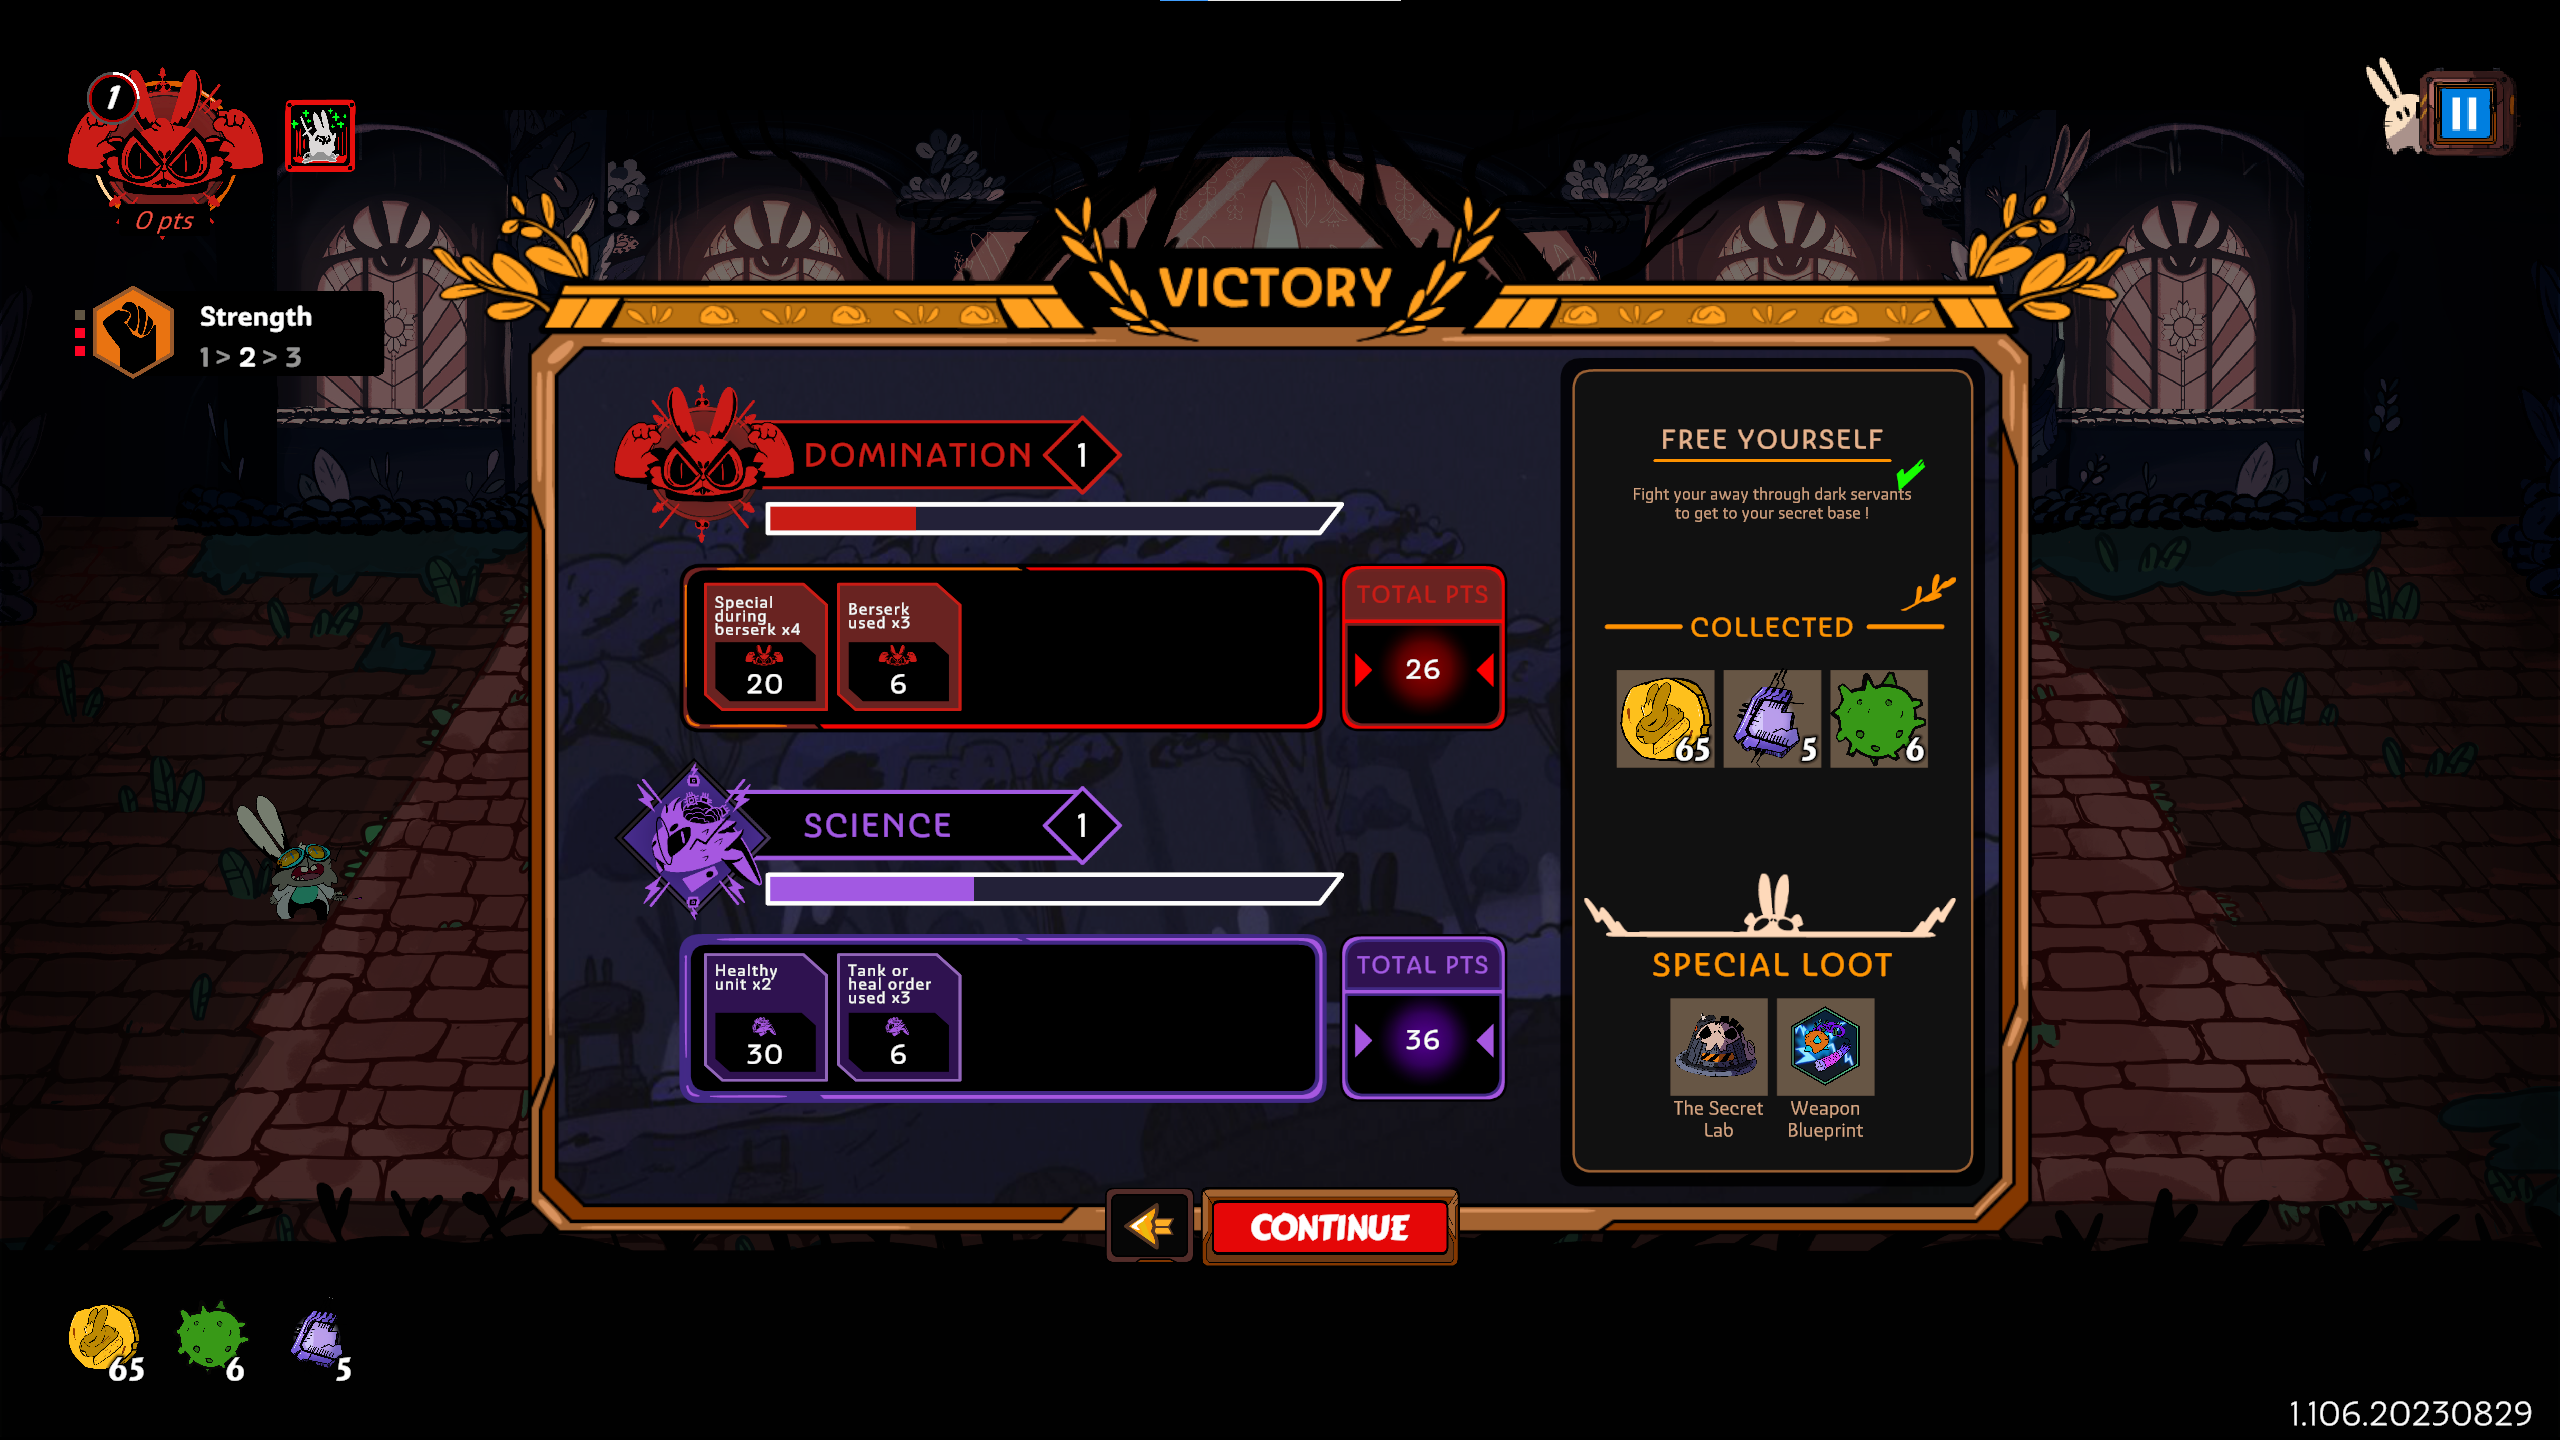 1
0 pts
Strength
1 > 2 > 3
VICTORY
DOMINATION
1
Special
during
berserk x4
20
Berserk
used x3
6
TOTAL PTS
26
SCIENCE
1
Healthy
unit x2
30
Tank or
heal order
used x3
6
TOTAL PTS
36
FREE YOURSELF
Fight your away through dark servants
to get to your secret base !
COLLECTED
65
5
6
SPECIAL LOOT
The Secret
Lab
Weapon
Blueprint
CONTINUE
65
6
5
1.106.20230829